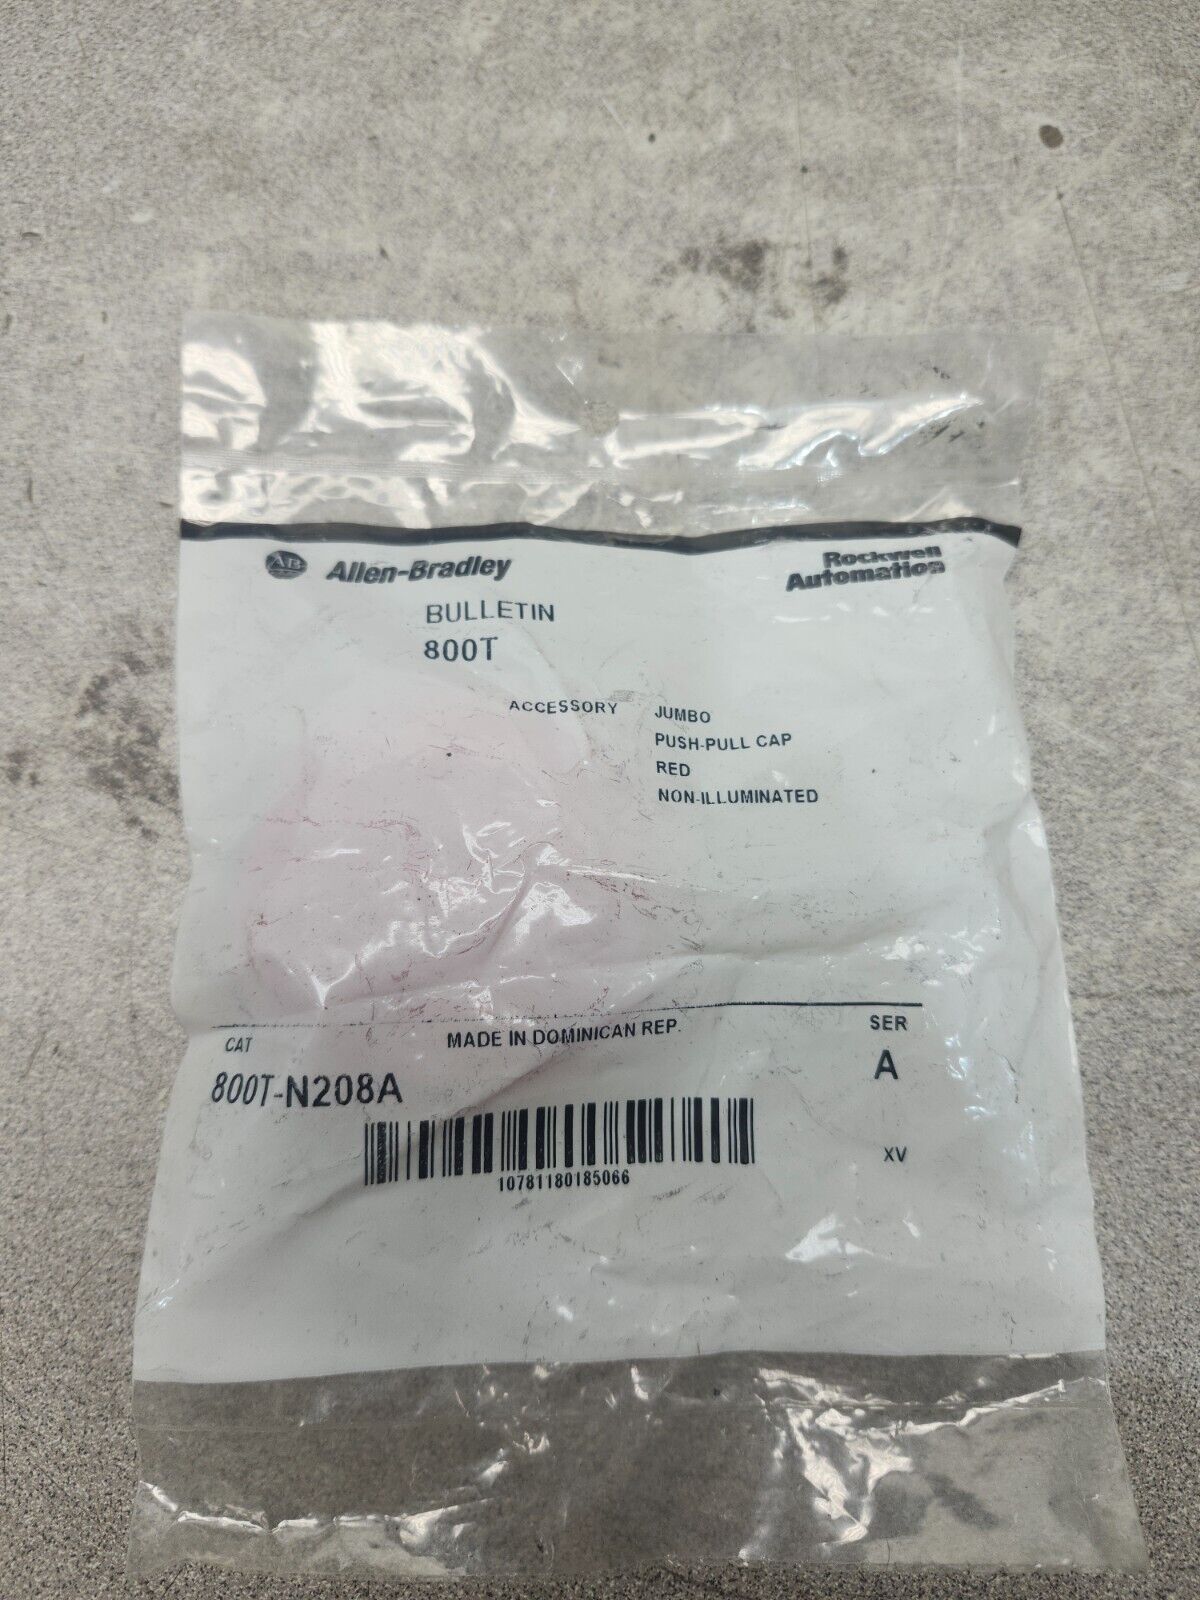 AB Allen-Bradley
Rockwell
Automation
BULLETIN
800T
ACCESSORY JUMBO
PUSH-PULL CAP
RED
NON-ILLUMINATED
CAT MADE IN DOMINICAN REP. SER
800T-N208A A
XV
10781180185066